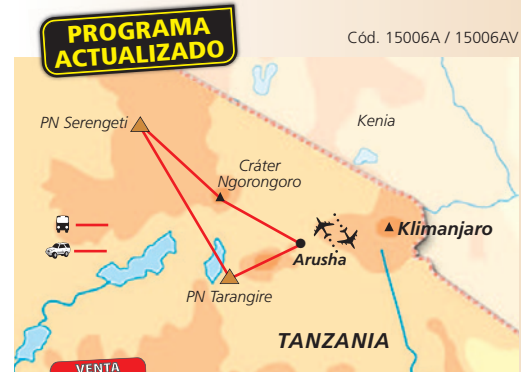 PROGRAMA
ACTUALIZADO
Cód. 15006A / 15006AV
PN Serengeti
Kenia
Cráter
Ngorongoro
Klimanjaro
Arusha
PN Tarangire
TANZANIA
VENTA